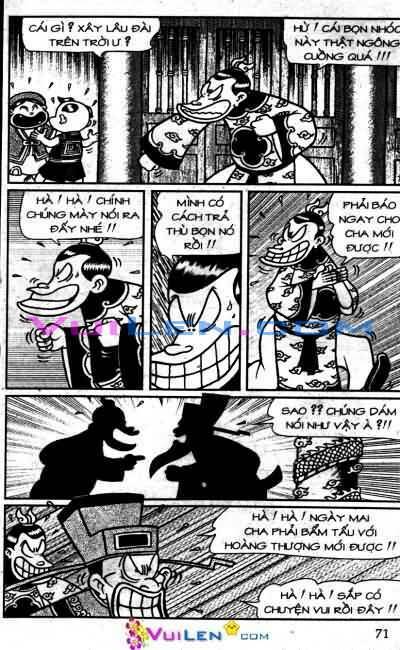 CÁI GÌ? XÂY LÂU ĐÀI
TRÊN TRỜI Ư?
HỪ! CÁI BỌN NHÓC
NÀY THẬT NGÔNG
CUỒNG QUÁ!!!
HÀ! HÀ! CHÍNH
CHÚNG MÀY NÓI RA
ĐẤY NHÉ!!
MÌNH CÓ
CÁCH TRẢ
THÙ BỌN NÓ
RỒI!!
PHẢI BÁO
NGAY CHO
CHA MỚI
ĐƯỢC!!
VUILEN.COM
SAO?? CHÚNG DÁM
NÓI NHƯ VẬY À?!!
HÀ! HÀ! NGÀY MAI
CHA PHẢI BẨM TẤU VỚI
HOÀNG THƯỢNG MỚI ĐƯỢC!!
HÀ! HÀ! SẮP CÓ
CHUYỆN VUI RỒI ĐÂY!!
71
VUILEN.COM